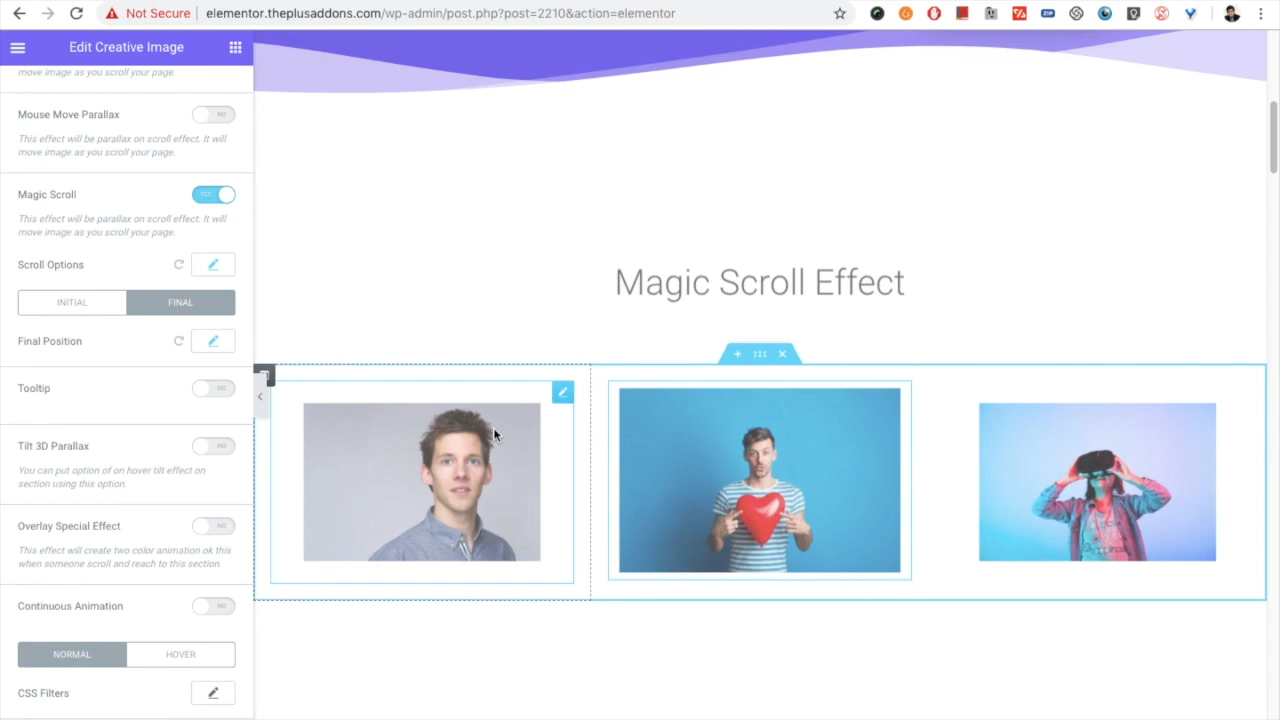 Not Secure
elementor.theplusaddons.com/wp-admin/post.php?post=2210&action=elementor
Edit Creative Image
move image as you scroll your page.
Mouse Move Parallax
NO
This effect will be parallax on scroll effect. It will
move image as you scroll your page.
Magic Scroll
YES
This effect will be parallax on scroll effect. It will
move image as you scroll your page.
Scroll Options
INITIAL
FINAL
Final Position
Tooltip
NO
Tilt 3D Parallax
NO
You can put option of on hover tilt effect on
section using this option.
Overlay Special Effect
NO
This effect will create two color animation ok this
when someone scroll and reach to this section.
Continuous Animation
NO
NORMAL
HOVER
CSS Filters
Magic Scroll Effect